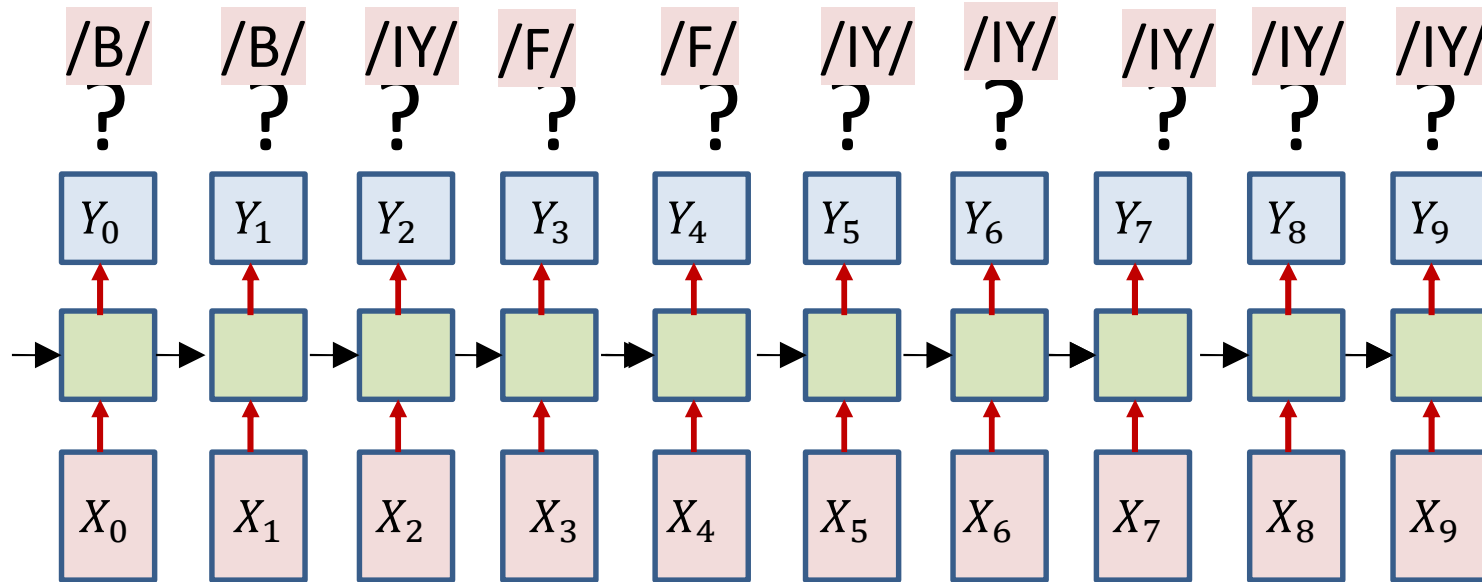 /B/ /B/ /IY/ /F/ /F/ /IY/ /IY/ /IY/ /IY/ /IY/
? ? ? ? ? ? ? ? ? ?
Y₀ Y₁ Y₂ Y₃ Y₄ Y₅ Y₆ Y₇ Y₈ Y₉
X₀ X₁ X₂ X₃ X₄ X₅ X₆ X₇ X₈ X₉